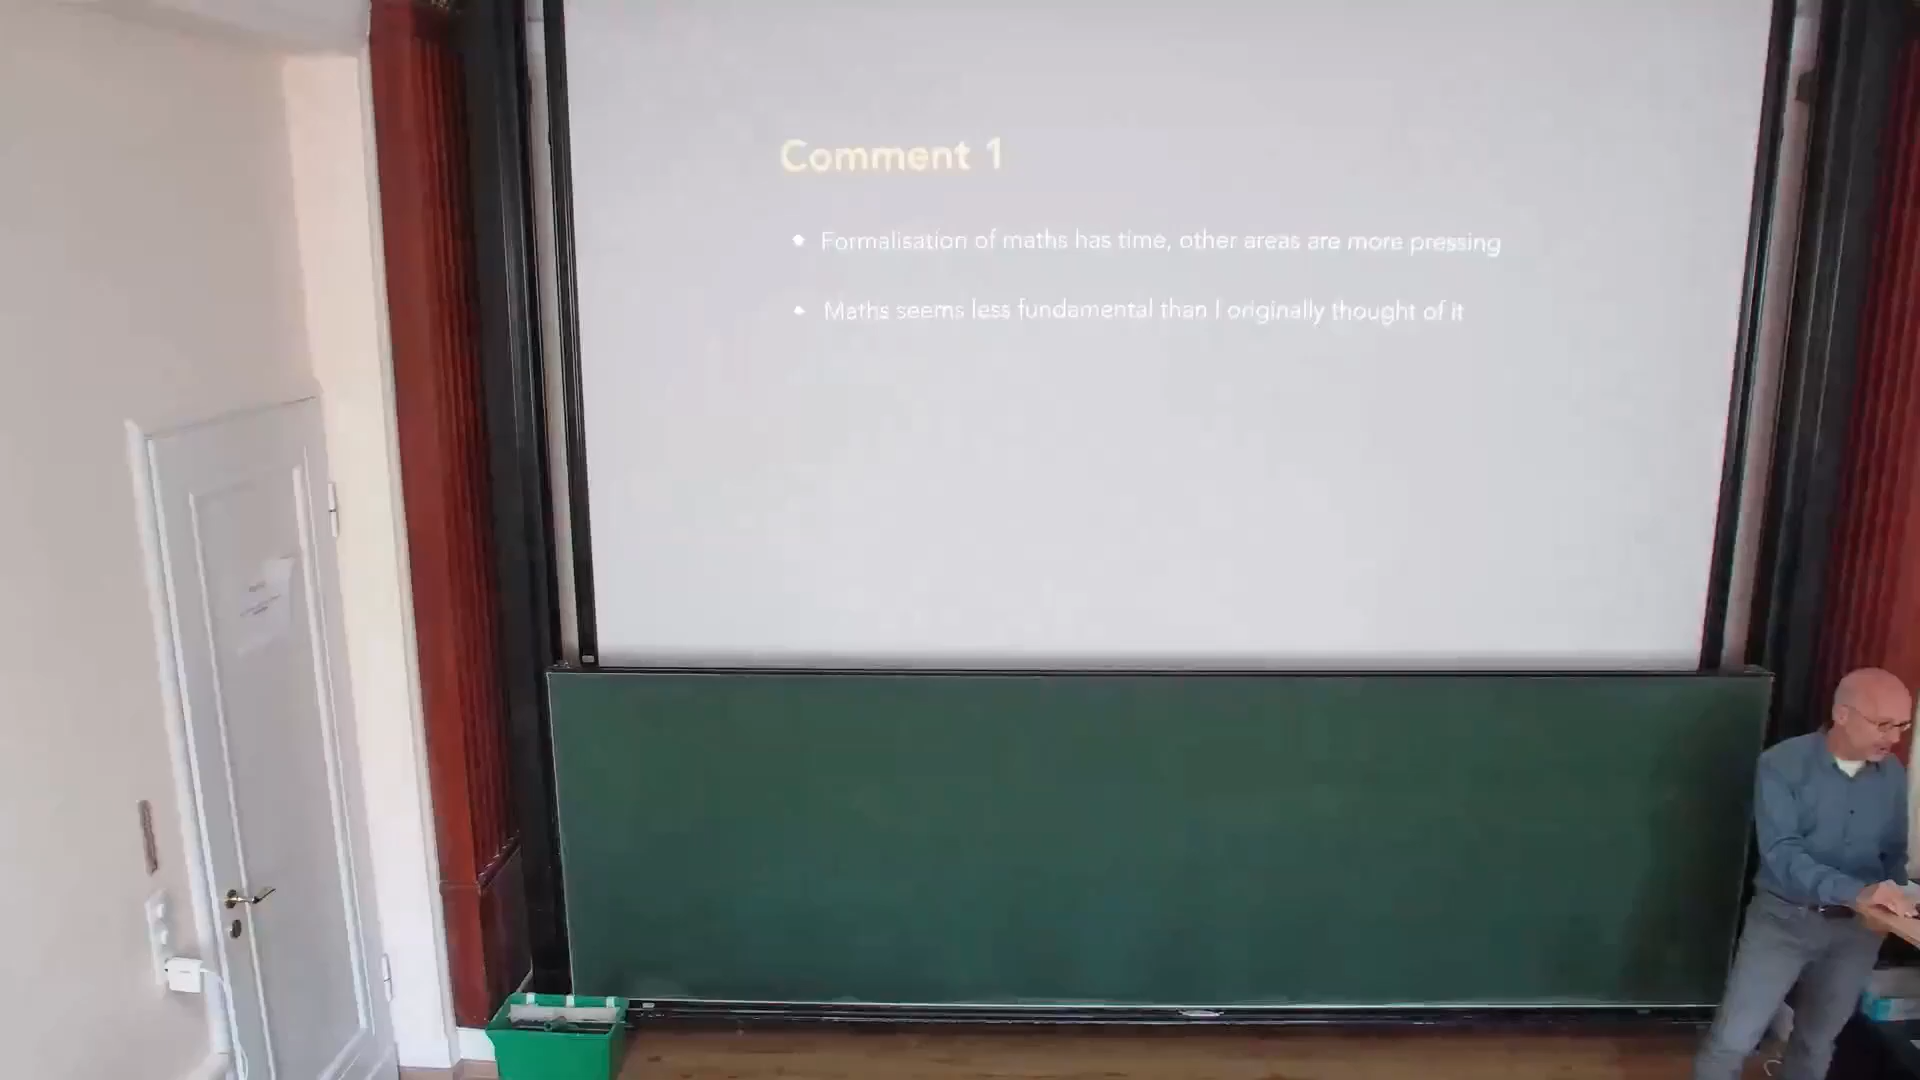 Comment 1
• Formalisation of maths has time, other areas are more pressing
• Maths seems less fundamental than I originally thought of it